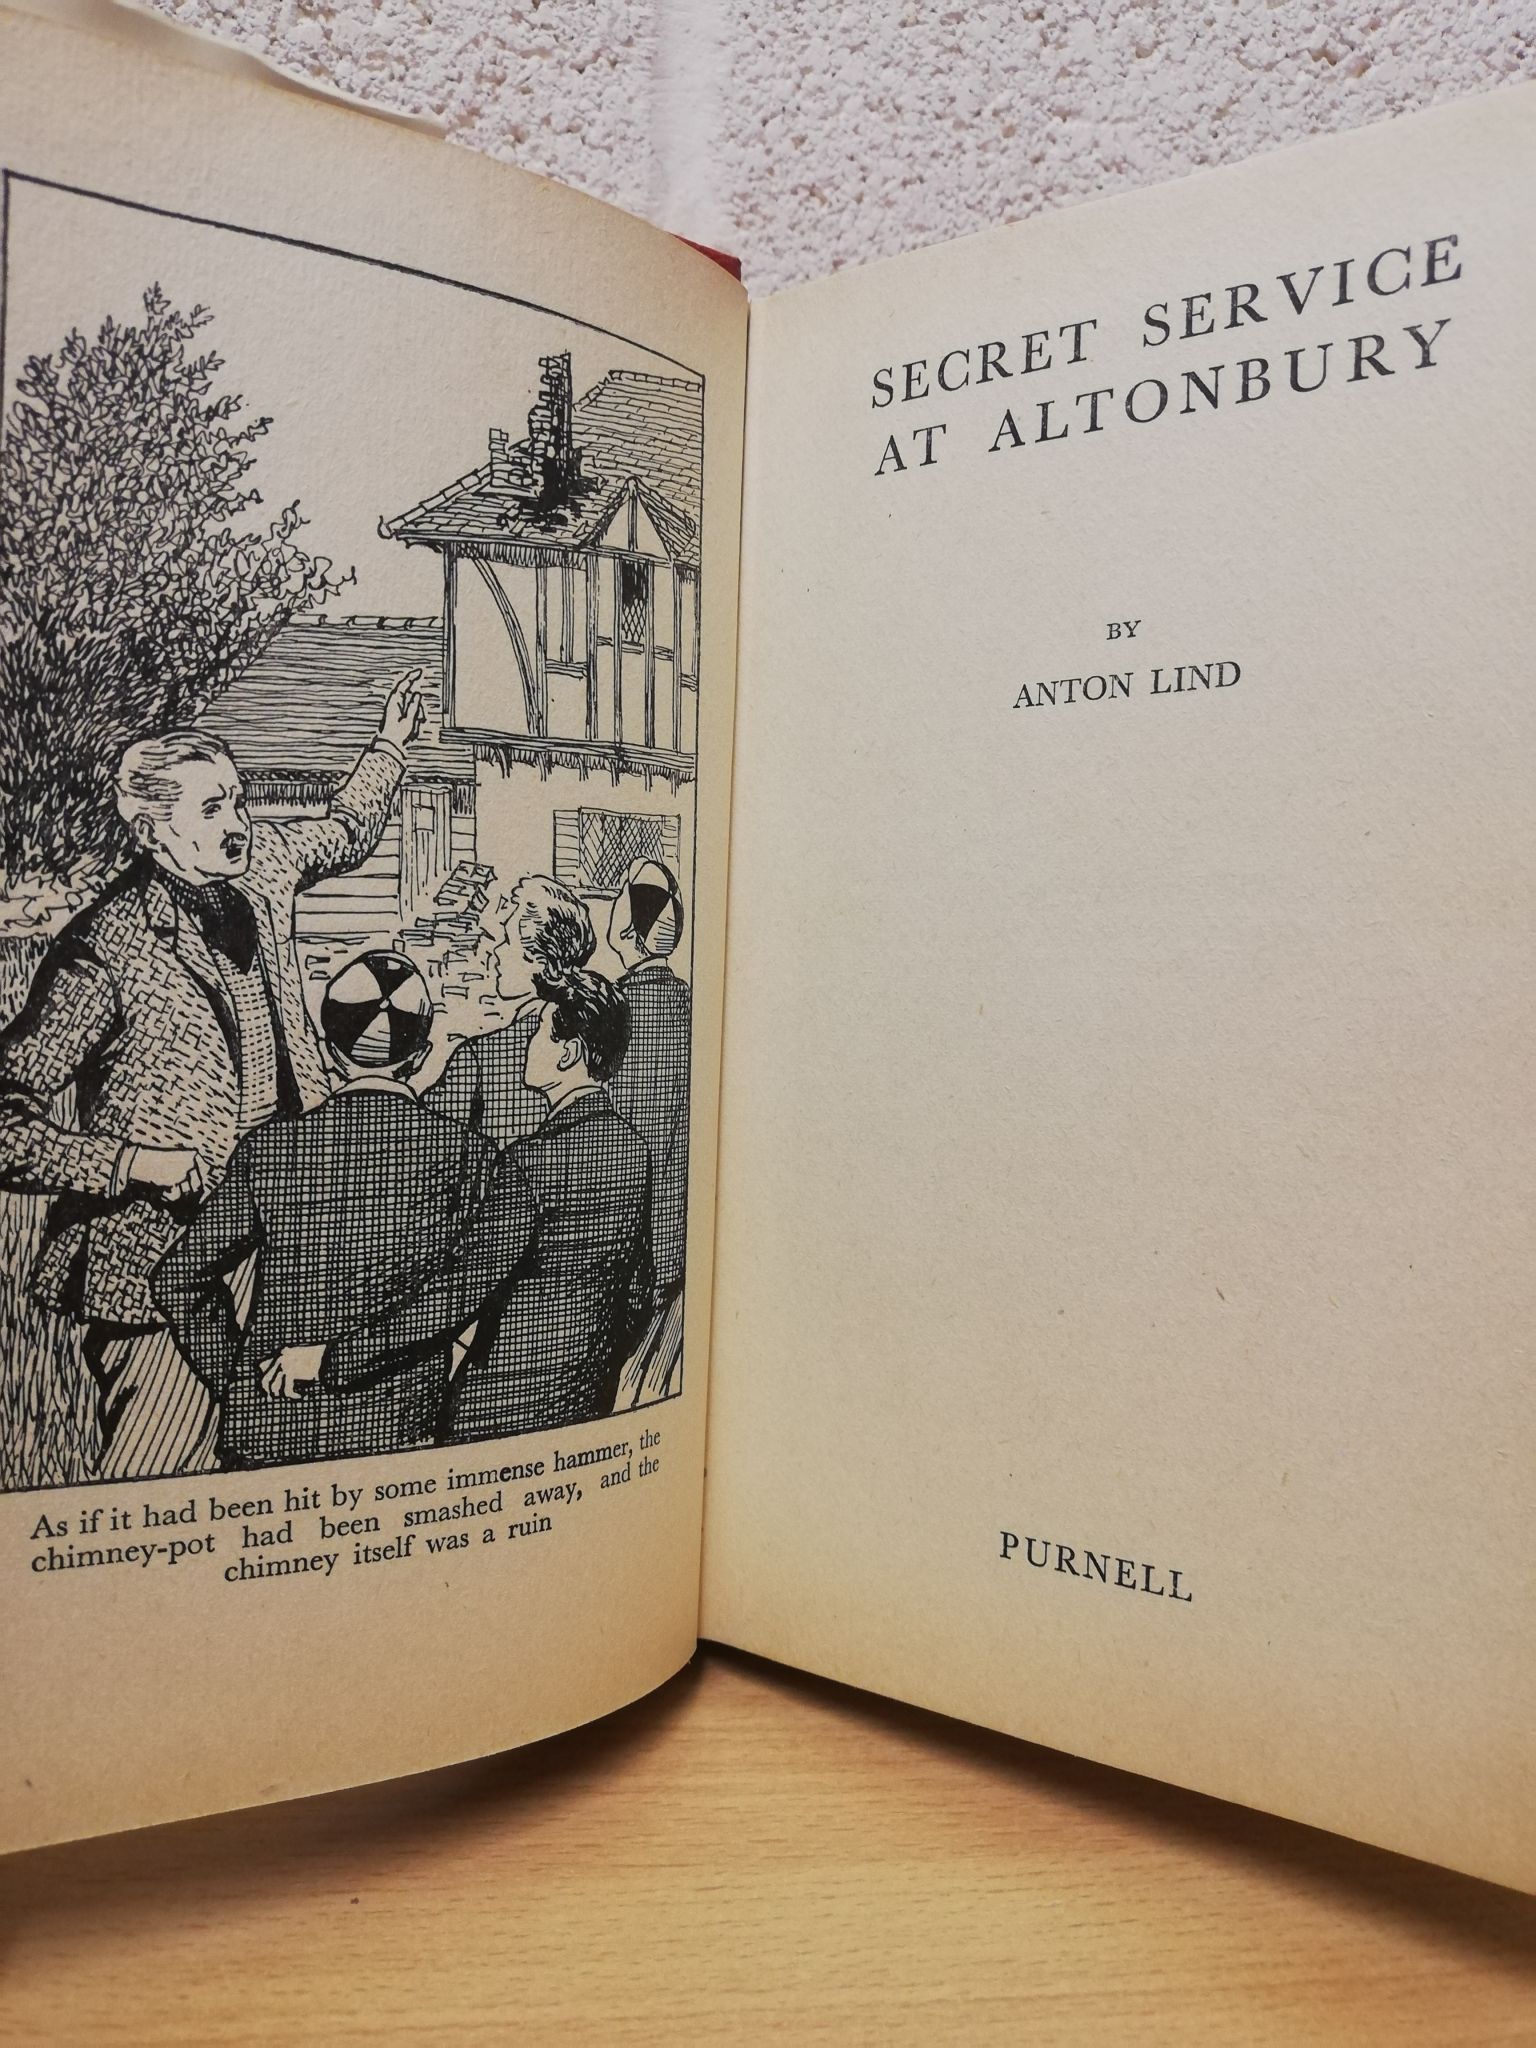 As if it had been hit by some immense hammer, the
chimney-pot had been smashed away, and the
chimney itself was a ruin
SECRET SERVICE
AT ALTONBURY
BY
ANTON LIND
PURNELL